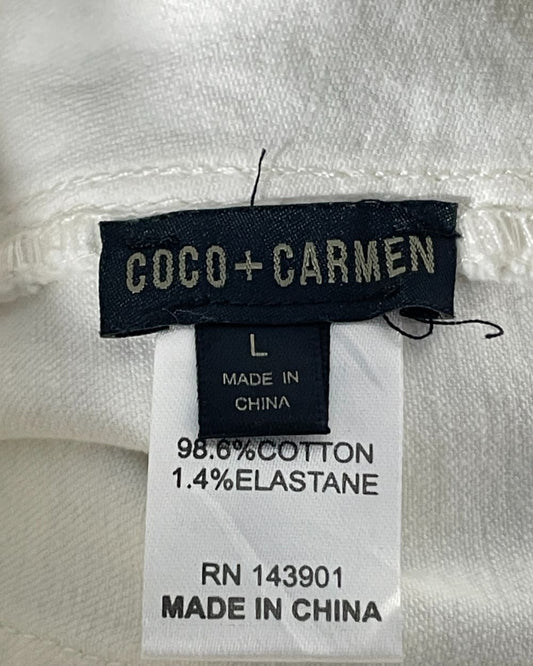 COCO + CARMEN
L
MADE IN
CHINA
98.6%COTTON
1.4%ELASTANE
RN 143901
MADE IN CHINA